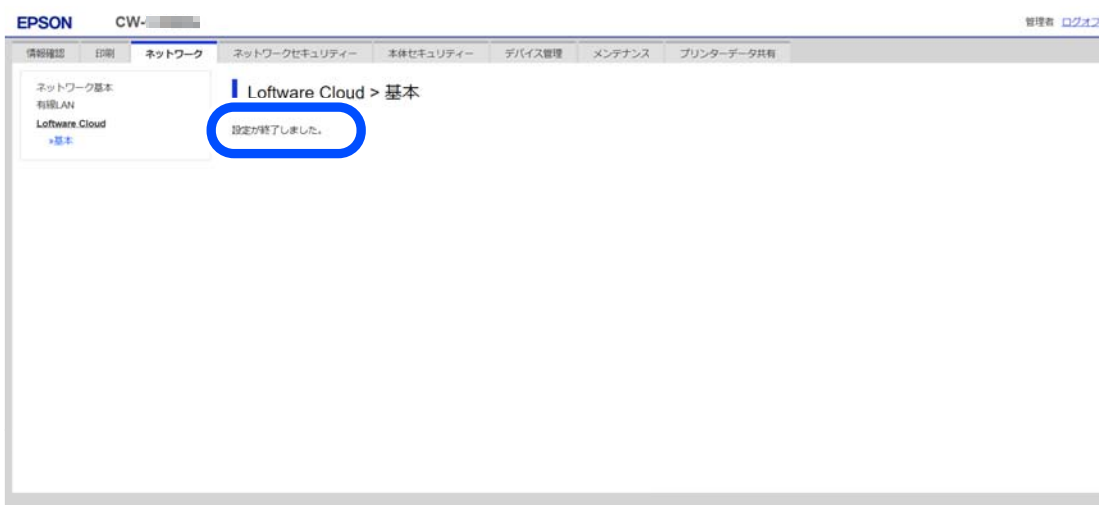 EPSON CW-
管理者 ログオフ
情報確認 印刷 ネットワーク ネットワークセキュリティー 本体セキュリティー デバイス管理 メンテナンス プリンターデータ共有
ネットワーク基本
有線LAN
Loftware Cloud
»基本
Loftware Cloud > 基本
設定が終了しました。